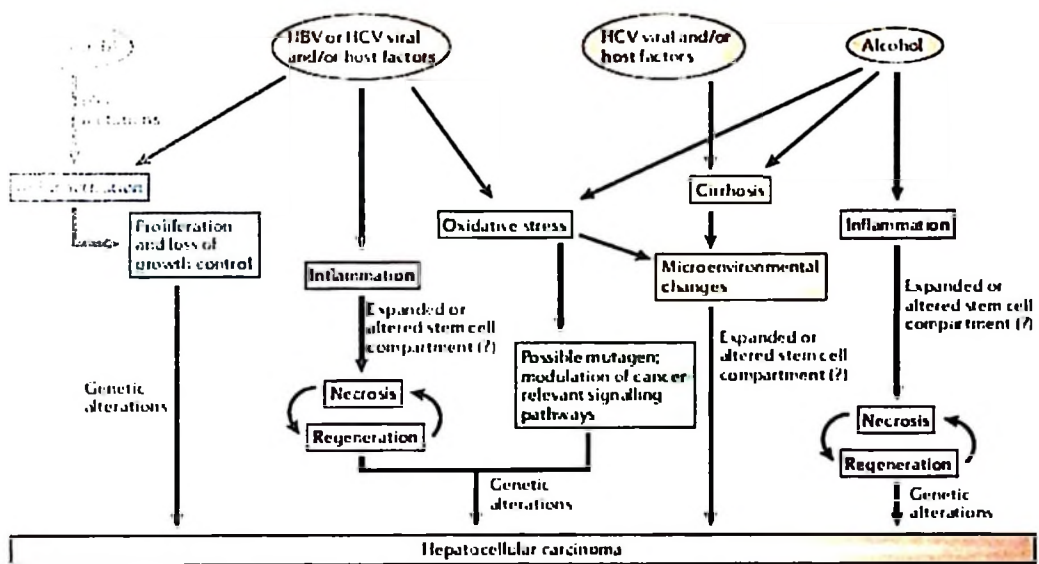 HBV or HCV viral
and/or host factors
HCV viral and/or
host factors
Alcohol
Cirrhosis
Oxidative stress
Inflammation
Proliferation
and loss of
growth control
Inflammation
Microenvironmental
changes
Expanded or
altered stem cell
compartment (?)
Expanded or
altered stem cell
compartment (?)
Possible mutagen;
modulation of cancer
relevant signalling
pathways
Expanded or
altered stem cell
compartment (?)
Genetic
alterations
Necrosis
Regeneration
Necrosis
Regeneration
Genetic
alterations
Genetic
alterations
Hepatocellular carcinoma